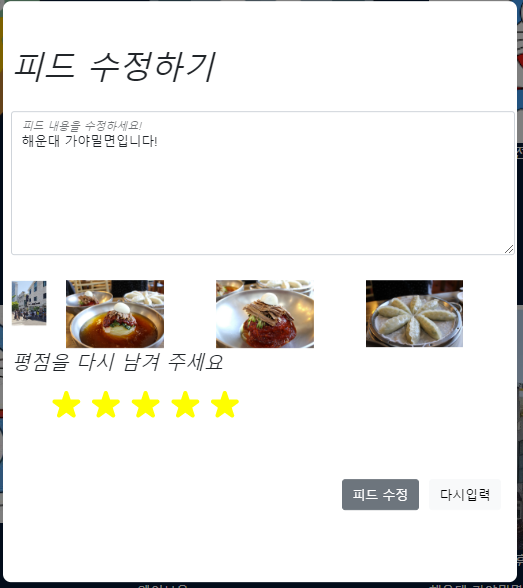 피드 수정하기
피드 내용을 수정하세요!
해운대 가야밀면입니다!
평점을 다시 남겨 주세요
피드 수정
다시입력